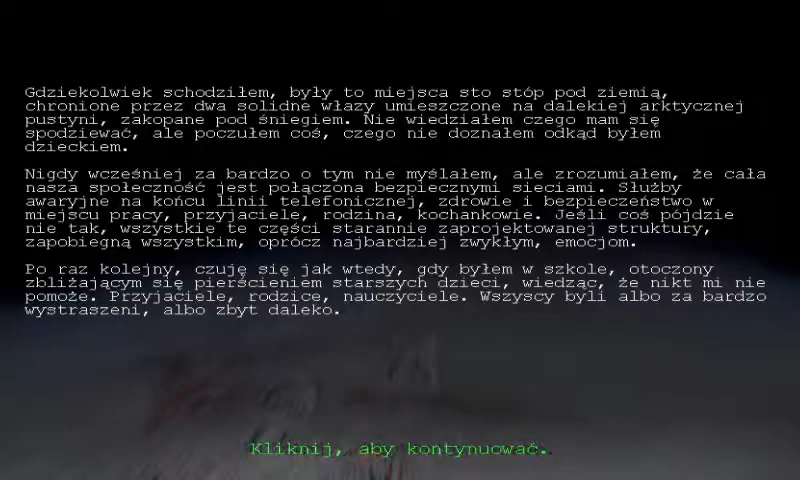 Gdziekolwiek schodziłem, były to miejsca sto stóp pod ziemią,
chronione przez dwa solidne włazy umieszczone na dalekiej arktycznej
pustyni, zakopane pod śniegiem. Nie wiedziałem czego mam się
spodziewać, ale poczułem coś, czego nie doznałem odkąd byłem
dzieckiem.
Nigdy wcześniej za bardzo o tym nie myślałem, ale zrozumiałem, że cała
nasza społeczność jest połączona bezpiecznymi sieciami. Służby
awaryjne na końcu linii telefonicznej, zdrowie i bezpieczeństwo w
miejscu pracy, przyjaciele, rodzina, kochankowie. Jeśli coś pójdzie
nie tak, wszystkie te części starannie zaprojektowanej struktury,
zapobiegną wszystkim, oprócz najbardziej zwykłym, emocjom.
Po raz kolejny, czuję się jak wtedy, gdy byłem w szkole, otoczony
zbliżającym się pierścieniem starszych dzieci, wiedząc, że nikt mi nie
pomoże. Przyjaciele, rodzice, nauczyciele. Wszyscy byli albo za bardzo
wystraszeni, albo zbyt daleko.
Kliknij, aby kontynuować.